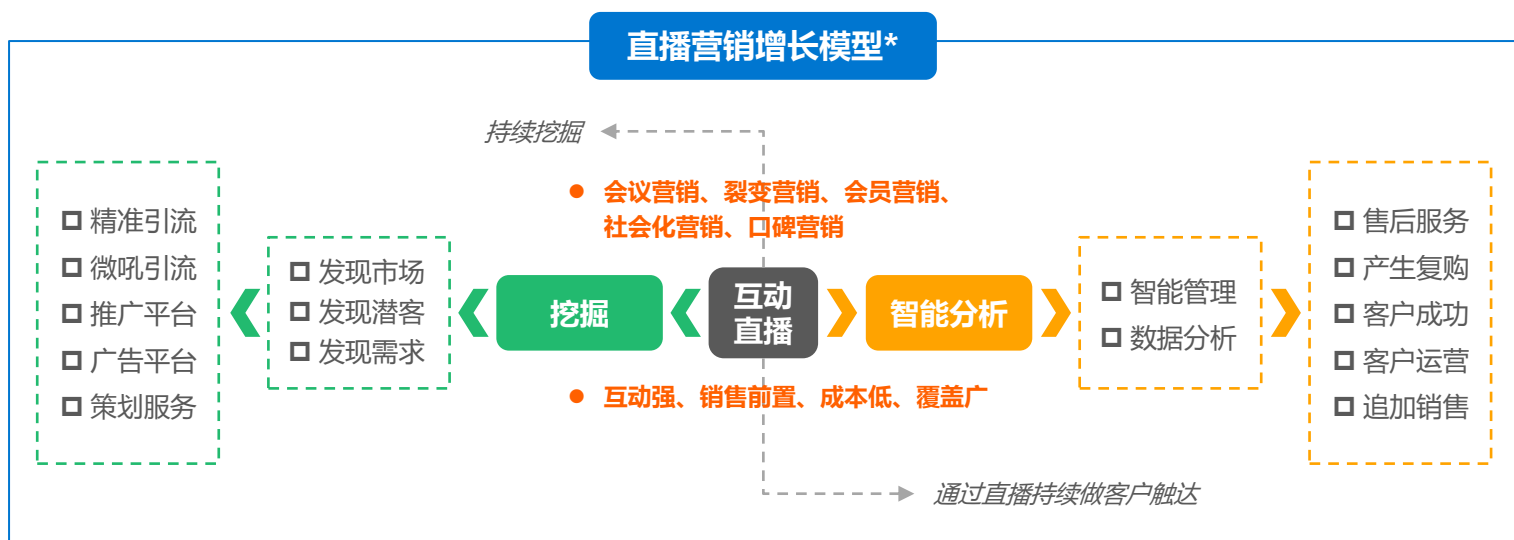 直播营销增长模型*
持续挖掘
会议营销、裂变营销、会员营销、
社会化营销、口碑营销
精准引流
微吼引流
推广平台
广告平台
策划服务
发现市场
发现潜客
发现需求
挖掘
互动
直播
智能分析
智能管理
数据分析
售后服务
产生复购
客户成功
客户运营
追加销售
互动强、销售前置、成本低、覆盖广
通过直播持续做客户触达